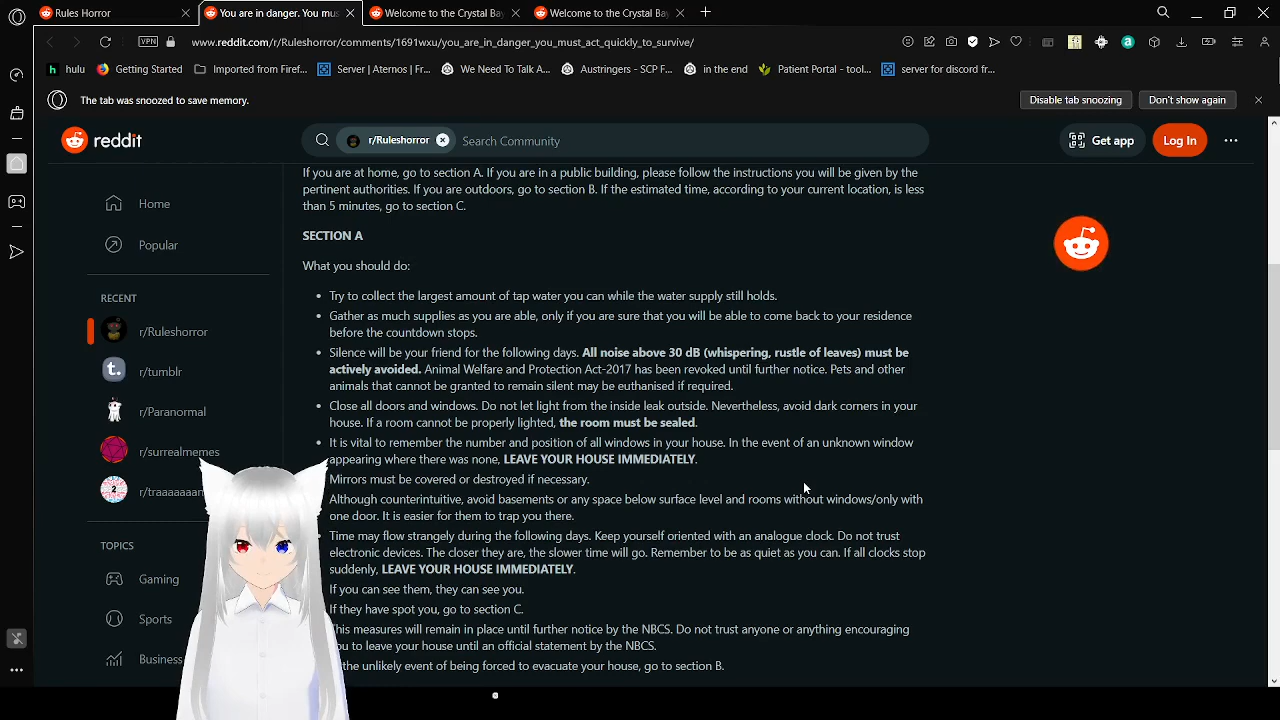 Rules Horror
You are in danger. You mus
Welcome to the Crystal Bay
Welcome to the Crystal Bay
VPN
www.reddit.com/r/Ruleshorror/comments/1691wxu/you_are_in_danger_you_must_act_quickly_to_survive/
hulu
Getting Started
Imported from Firef...
Server | Aternos | Fr...
We Need To Talk A...
Austringers - SCP F...
in the end
Patient Portal - tool...
server for discord fr...
The tab was snoozed to save memory.
Disable tab snoozing
Don't show again
reddit
r/Ruleshorror
Search Community
Get app
Log In
Home
Popular
RECENT
r/Ruleshorror
r/tumblr
r/Paranormal
r/surrealmemes
r/traaaaaaan
TOPICS
Gaming
Sports
Business
If you are at home, go to section A. If you are in a public building, please follow the instructions you will be given by the
pertinent authorities. If you are outdoors, go to section B. If the estimated time, according to your current location, is less
than 5 minutes, go to section C.
SECTION A
What you should do:
Try to collect the largest amount of tap water you can while the water supply still holds.
Gather as much supplies as you are able, only if you are sure that you will be able to come back to your residence
before the countdown stops.
Silence will be your friend for the following days. All noise above 30 dB (whispering, rustle of leaves) must be
actively avoided. Animal Welfare and Protection Act-2017 has been revoked until further notice. Pets and other
animals that cannot be granted to remain silent may be euthanised if required.
Close all doors and windows. Do not let light from the inside leak outside. Nevertheless, avoid dark corners in your
house. If a room cannot be properly lighted, the room must be sealed.
It is vital to remember the number and position of all windows in your house. In the event of an unknown window
appearing where there was none, LEAVE YOUR HOUSE IMMEDIATELY.
Mirrors must be covered or destroyed if necessary.
Although counterintuitive, avoid basements or any space below surface level and rooms without windows/only with
one door. It is easier for them to trap you there.
Time may flow strangely during the following days. Keep yourself oriented with an analogue clock. Do not trust
electronic devices. The closer they are, the slower time will go. Remember to be as quiet as you can. If all clocks stop
suddenly, LEAVE YOUR HOUSE IMMEDIATELY.
If you can see them, they can see you.
If they have spot you, go to section C.
This measures will remain in place until further notice by the NBCS. Do not trust anyone or anything encouraging
you to leave your house until an official statement by the NBCS.
the unlikely event of being forced to evacuate your house, go to section B.